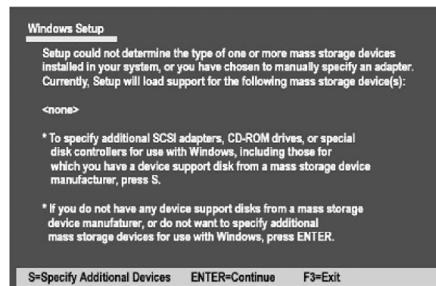 Windows Setup
Setup could not determine the type of one or more mass storage devices
installed in your system, or you have chosen to manually specify an adapter.
Currently, Setup will load support for the following mass storage device(s):
<none>
* To specify additional SCSI adapters, CD-ROM drives, or special
disk controllers for use with Windows, including those for
which you have a device support disk from a mass storage device
manufacturer, press S.
* If you do not have any device support disks from a mass storage
device manufaturer, or do not want to specify additional
mass storage devices for use with Windows, press ENTER.
S=Specify Additional Devices ENTER=Continue F3=Exit